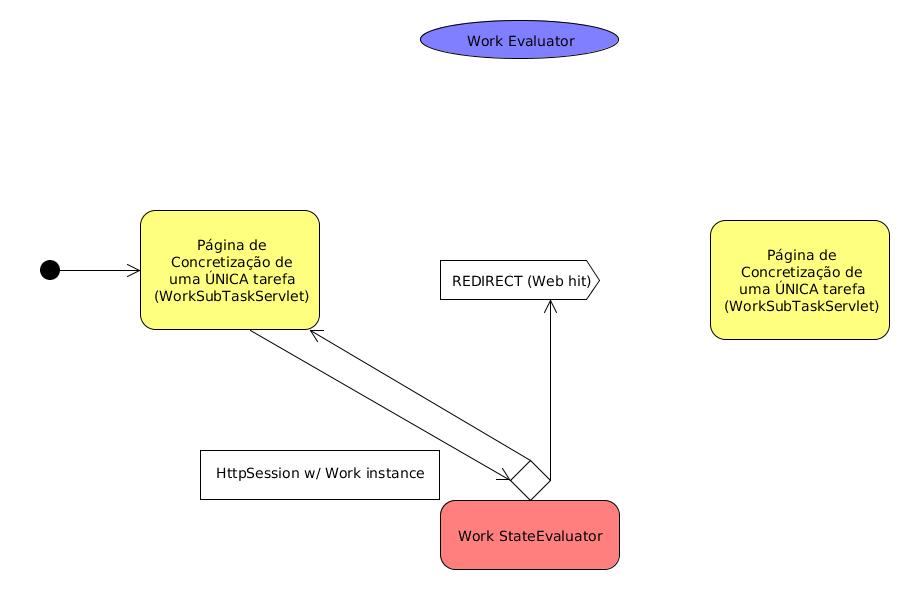 Work Evaluator
Página de
Concretização de
uma ÚNICA tarefa
(WorkSubTaskServlet)
REDIRECT (Web hit)
Página de
Concretização de
uma ÚNICA tarefa
(WorkSubTaskServlet)
HttpSession w/ Work instance
Work StateEvaluator